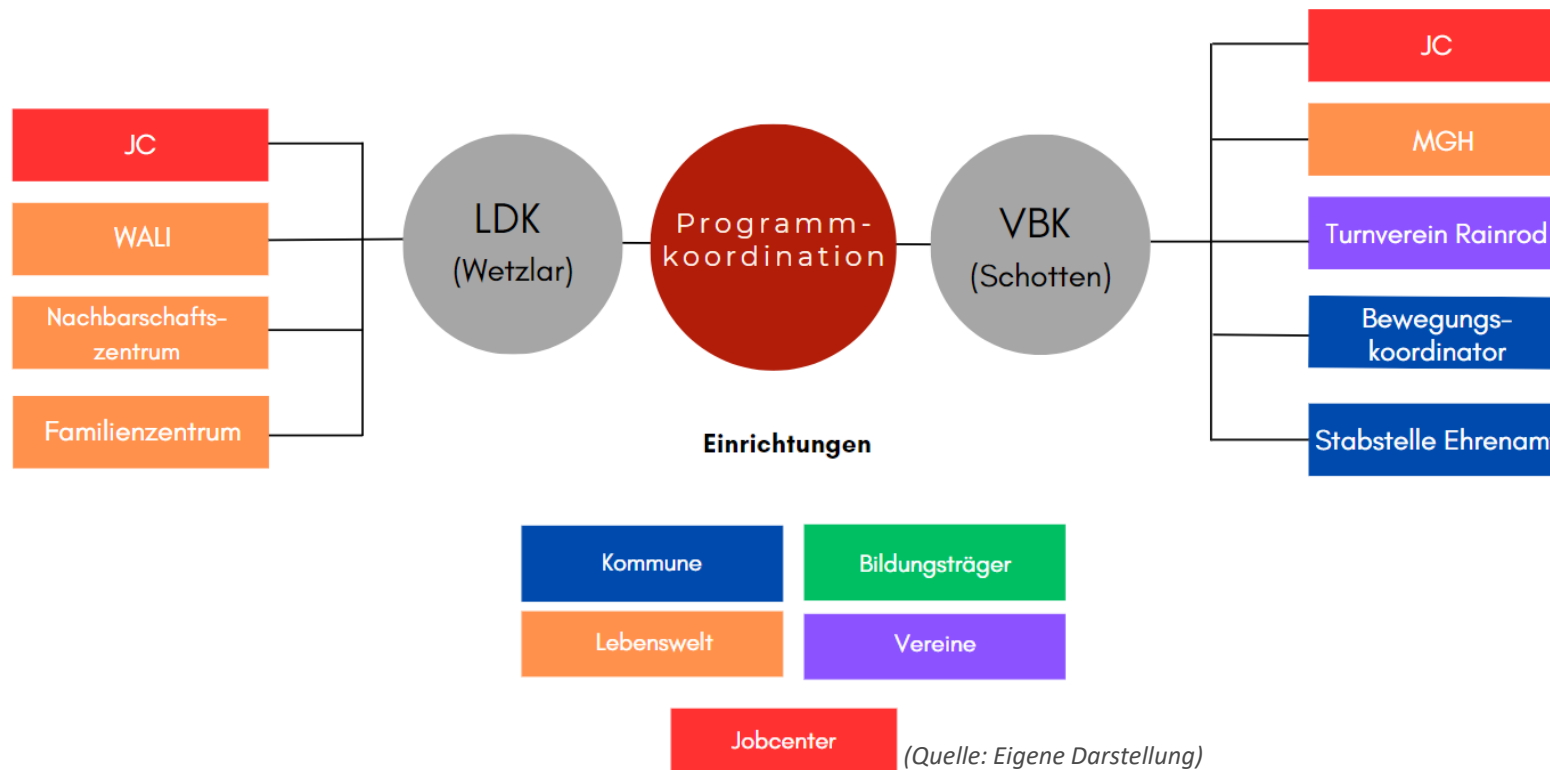 JC
WALI
Nachbarschafts-
zentrum
Familienzentrum
LDK
(Wetzlar)
Programm-
koordination
VBK
(Schotten)
JC
MGH
Turnverein Rainrod
Bewegungs-
koordinator
Stabstelle Ehrenam
Einrichtungen
Kommune
Bildungsträger
Lebenswelt
Vereine
Jobcenter
(Quelle: Eigene Darstellung)